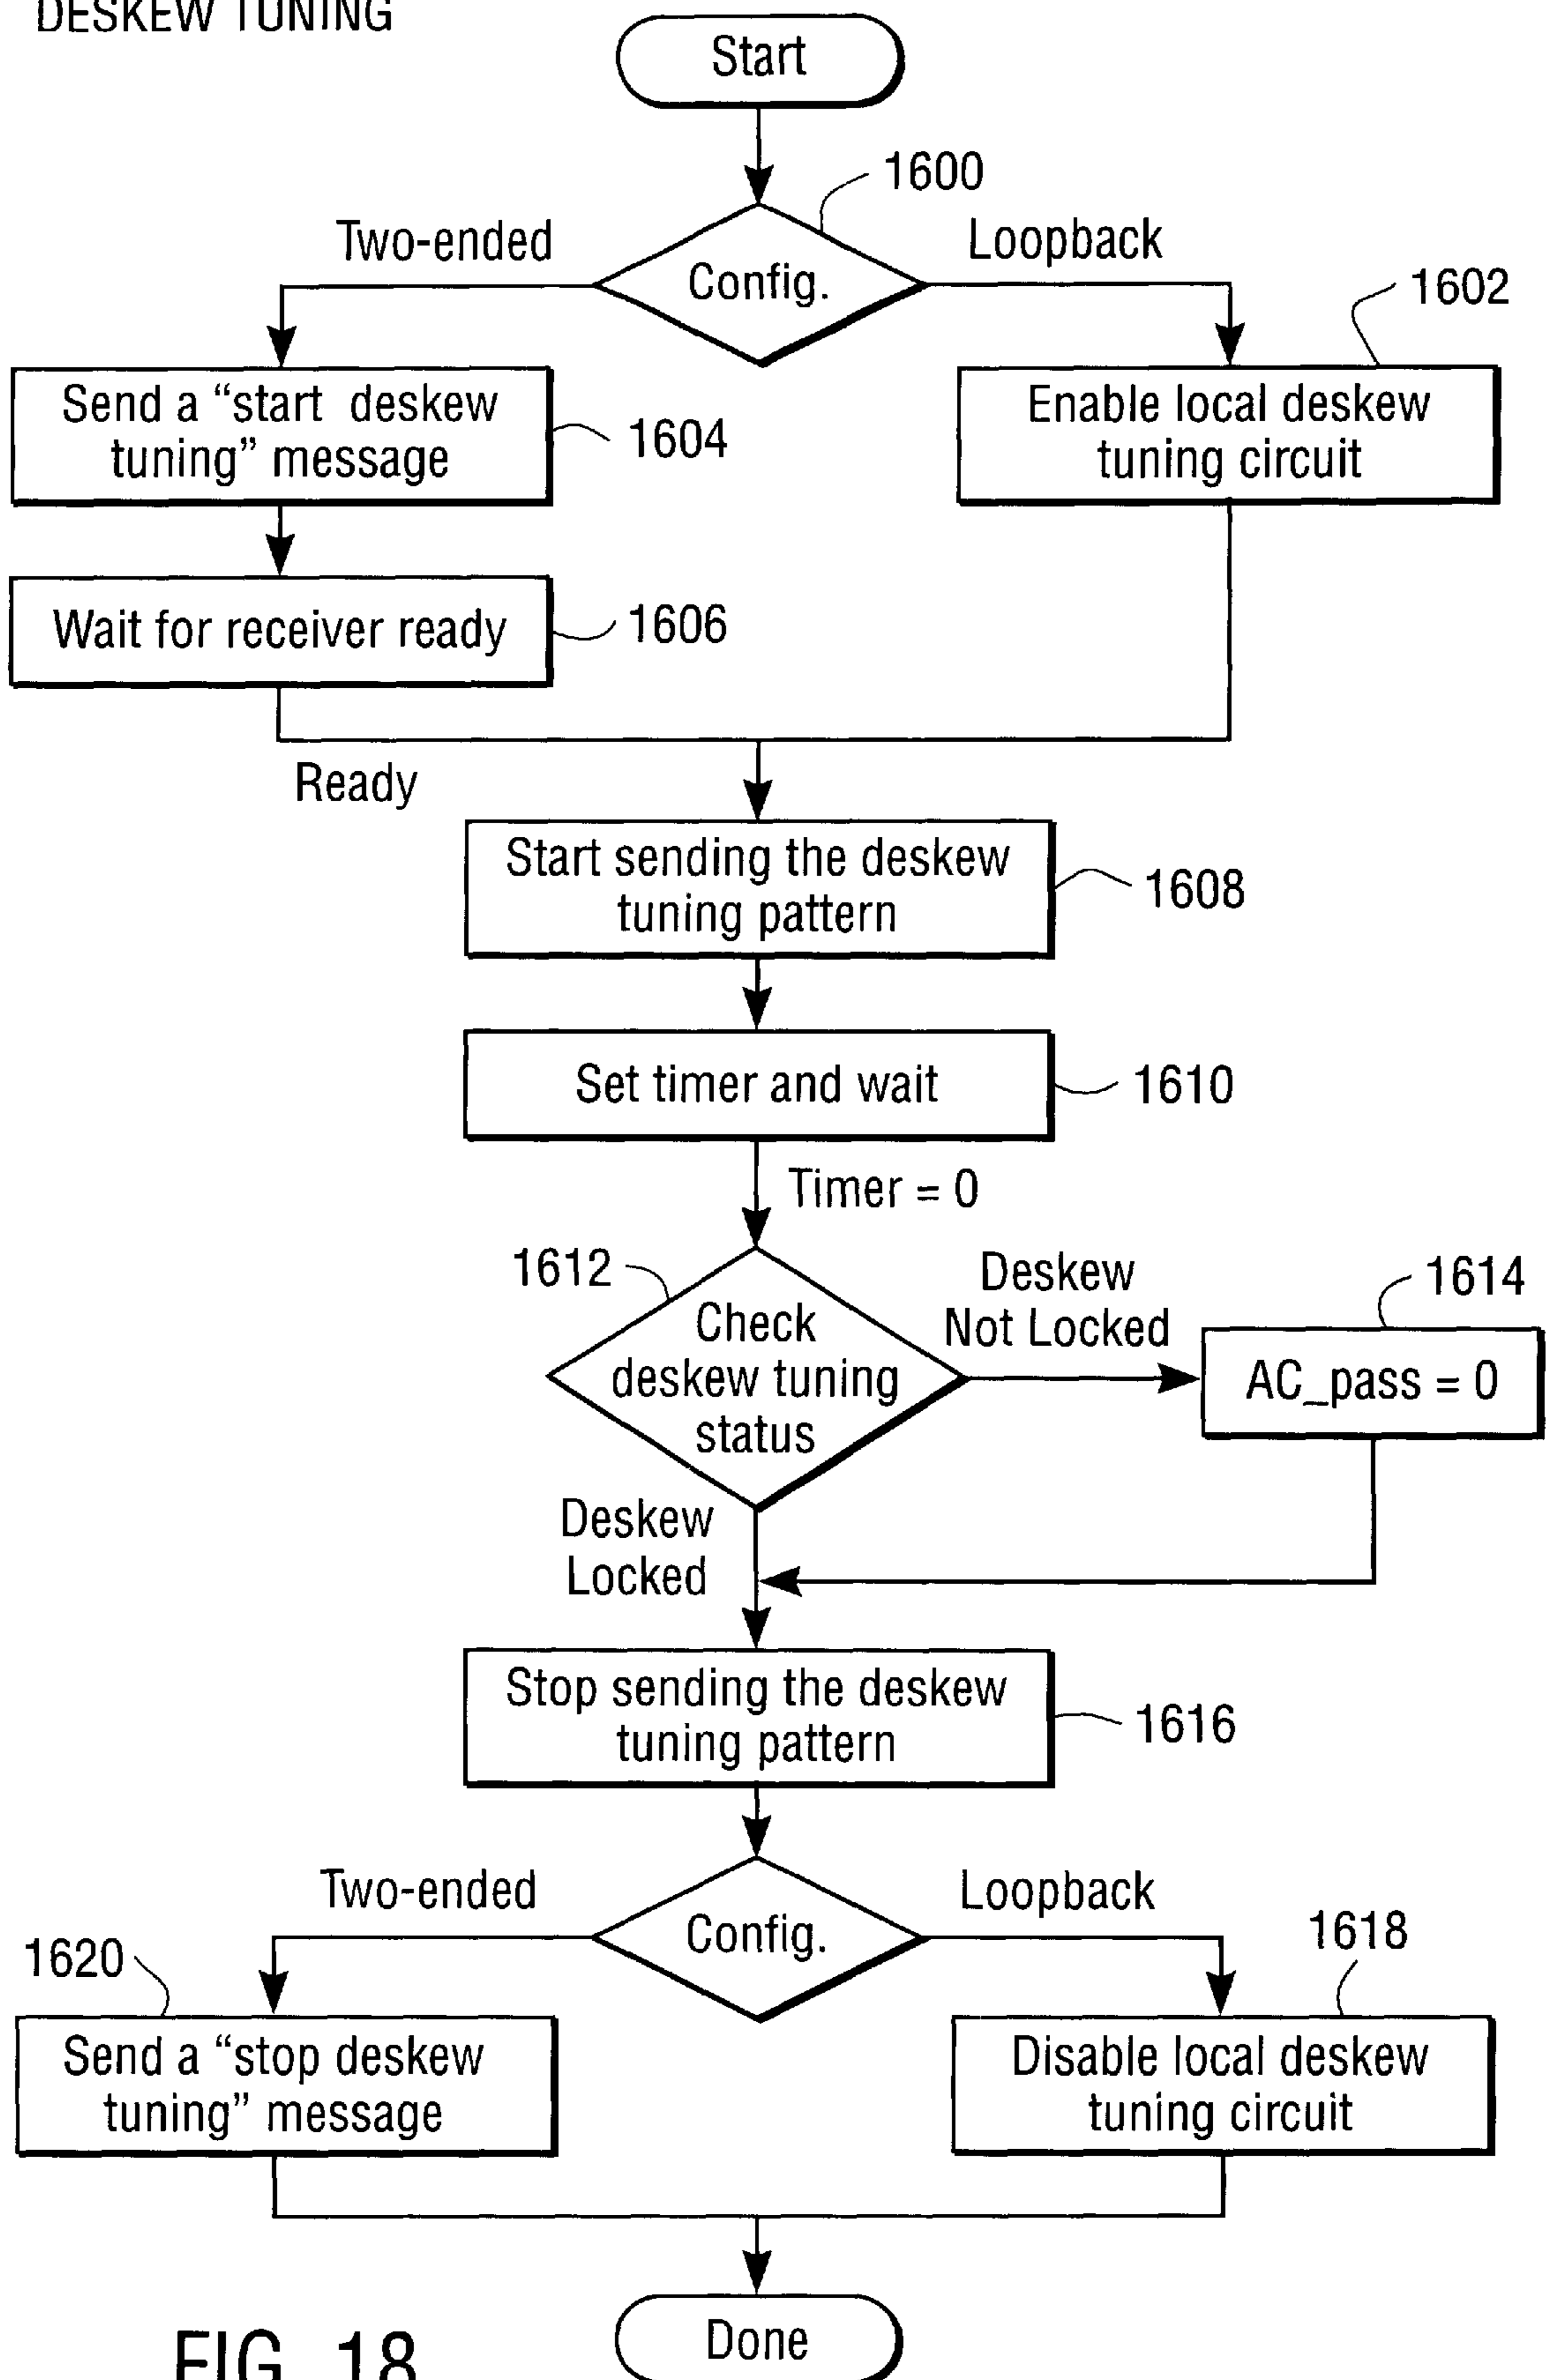 DESKEW TUNING
Start
1600
Two-ended
Loopback
Config.
1602
Send a “start deskew
tuning” message
1604
Enable local deskew
tuning circuit
Wait for receiver ready
1606
Ready
Start sending the deskew
tuning pattern
1608
Set timer and wait
1610
Timer = 0
1612
Check
deskew tuning
status
Deskew
Not Locked
1614
AC_pass = 0
Deskew
Locked
Stop sending the deskew
tuning pattern
1616
Two-ended
Loopback
Config.
1620
1618
Send a “stop deskew
tuning” message
Disable local deskew
tuning circuit
Done
FIG. 18